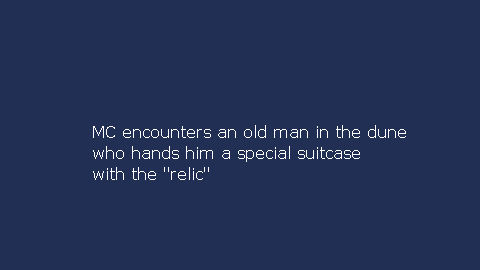 MC encounters an old man in the dune
who hands him a special suitcase
with the "relic"